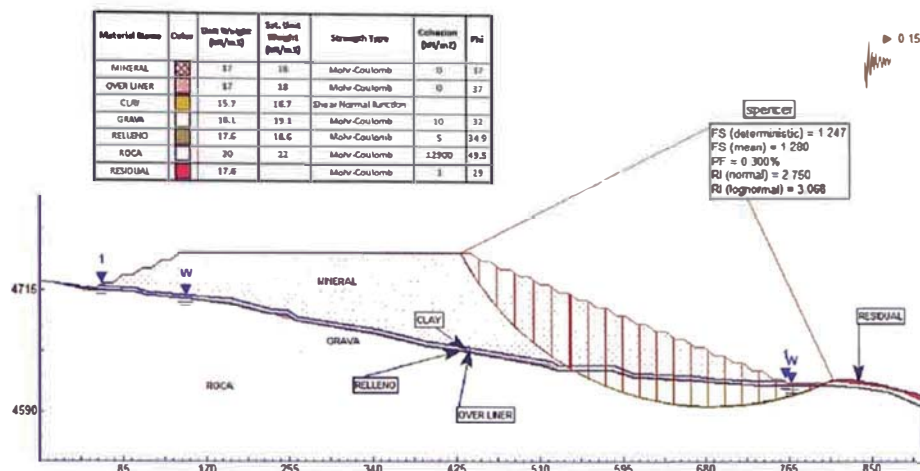 Material Name Color Unit Weight (kN/m3) Sat. Unit Weight (kN/m3) Strength Type Cohesion (kN/m2) Phi
MINERAL 17 18 Mohr-Coulomb 0 37
OVER LINER 17 18 Mohr-Coulomb 0 37
CLAY 15.7 16.7 Shear Normal function
GRAVA 18.1 19.1 Mohr-Coulomb 10 32
RELLENO 17.6 18.6 Mohr-Coulomb 5 34.9
ROCA 20 22 Mohr-Coulomb 12900 49.5
RESIDUAL 17.6 Mohr-Coulomb 29
0 15
spencer
FS (deterministic) = 1 247
FS (mean) = 1 280
PF = 0 300%
RI (normal) = 2 750
RI (lognormal) = 3 068
1
W
4715
MINERAL
CLAY
GRAVA
RELLENO
ROCA
OVER LINER
W
RESIDUAL
4590
85 170 255 340 425 510 595 680 765 850